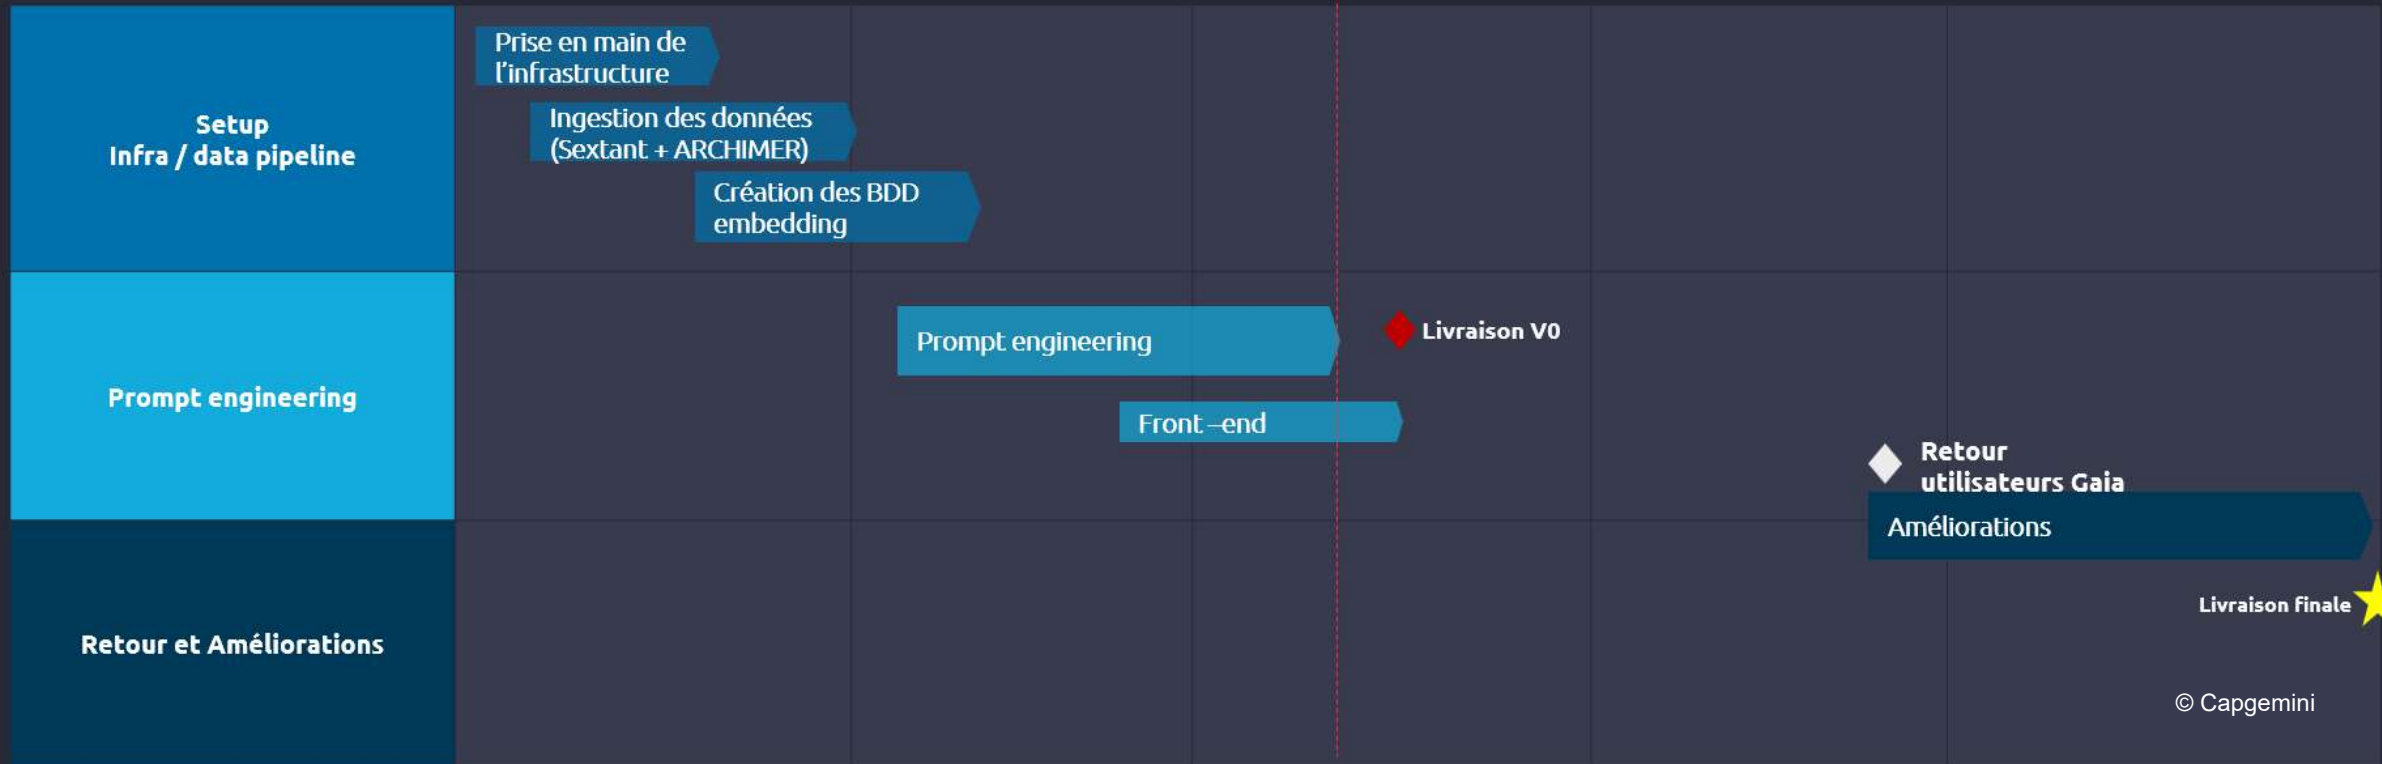 Setup
Infra / data pipeline
Prise en main de
l'infrastructure
Ingestion des données
(Sextant + ARCHIMER)
Création des BDD
embedding
Prompt engineering
Prompt engineering
Livraison V0
Front –end
Retour
utilisateurs Gaia
Améliorations
Retour et Améliorations
Livraison finale
© Capgemini